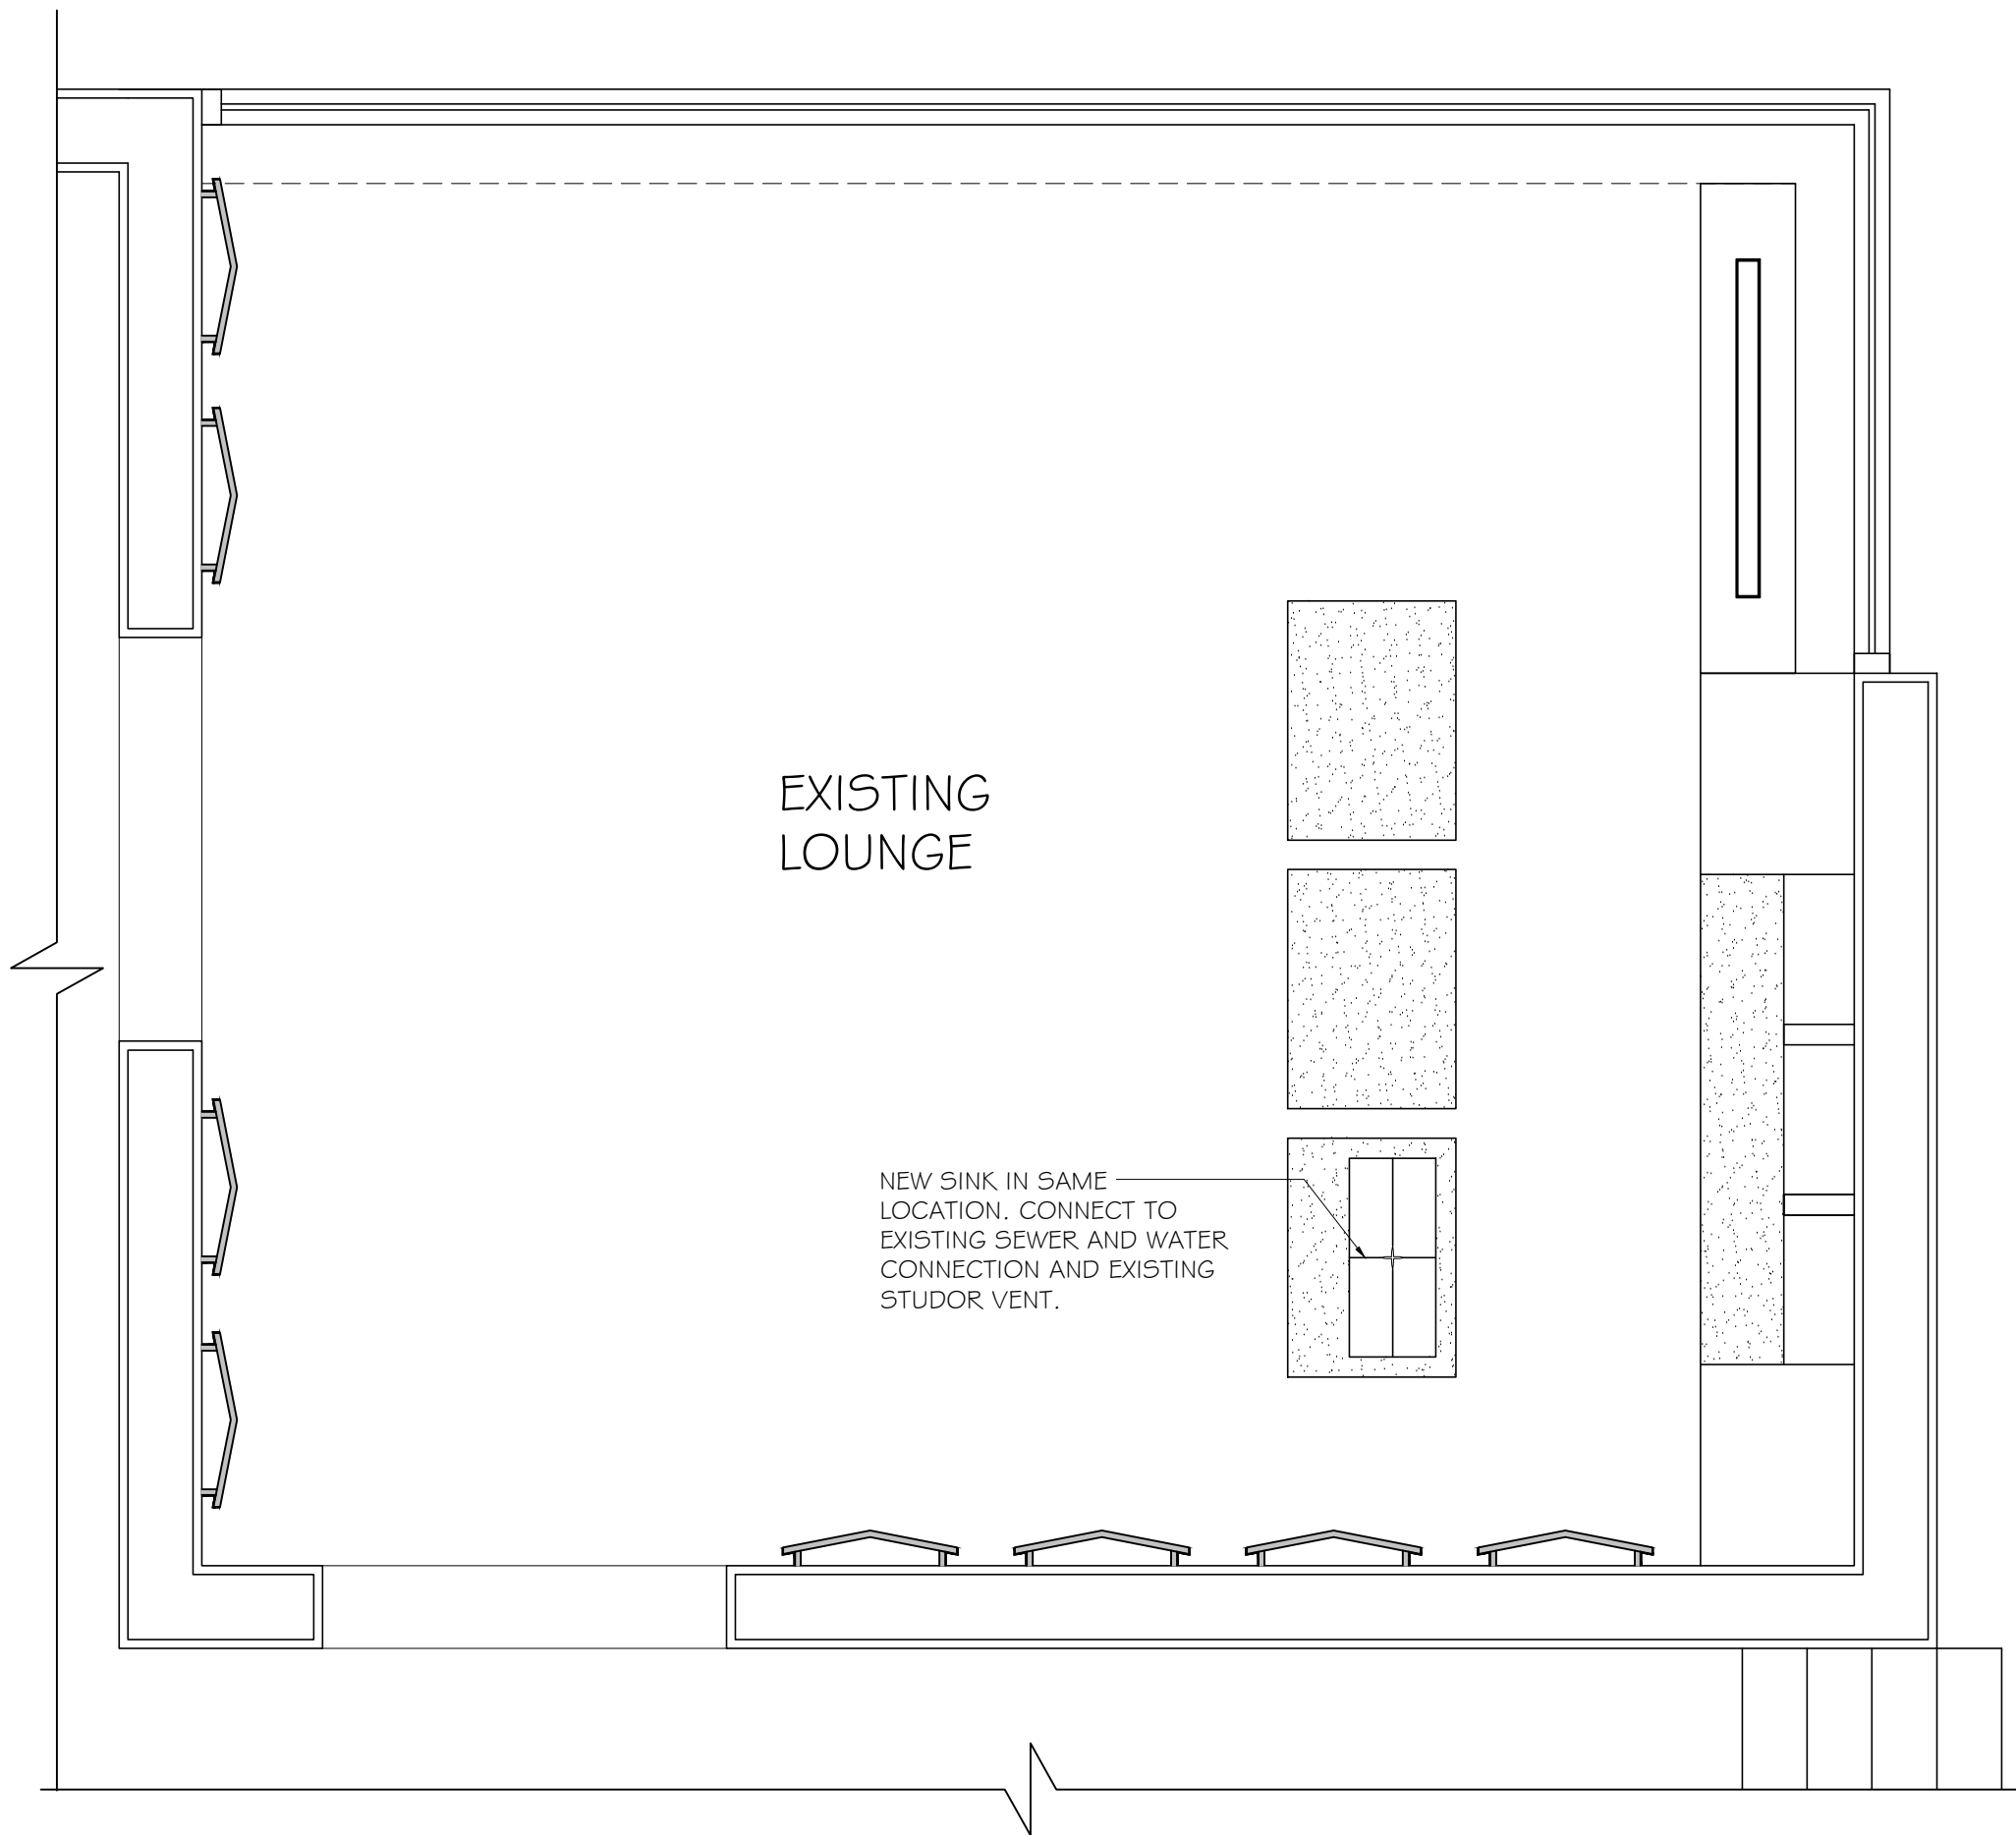 EXISTING
LOUNGE
NEW SINK IN SAME
LOCATION. CONNECT TO
EXISTING SEWER AND WATER
CONNECTION AND EXISTING
STUDOR VENT.